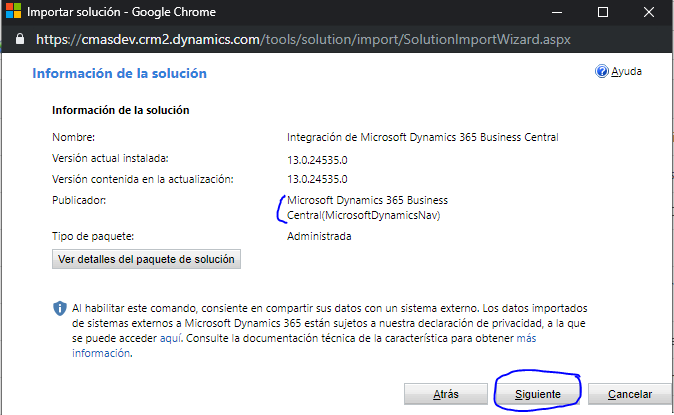 Importar solución - Google Chrome
https://cmasdev.crm2.dynamics.com/tools/solution/import/SolutionImportWizard.aspx
Información de la solución
Ayuda
Información de la solución
Nombre: Integración de Microsoft Dynamics 365 Business Central
Versión actual instalada: 13.0.24535.0
Versión contenida en la actualización: 13.0.24535.0
Publicador: Microsoft Dynamics 365 Business
Central(MicrosoftDynamicsNav)
Tipo de paquete: Administrada
Ver detalles del paquete de solución
Al habilitar este comando, consiente en compartir sus datos con un sistema externo. Los datos importados
de sistemas externos a Microsoft Dynamics 365 están sujetos a nuestra declaración de privacidad, a la que
se puede acceder aquí. Consulte la documentación técnica de la característica para obtener más
información.
Atrás Siguiente Cancelar